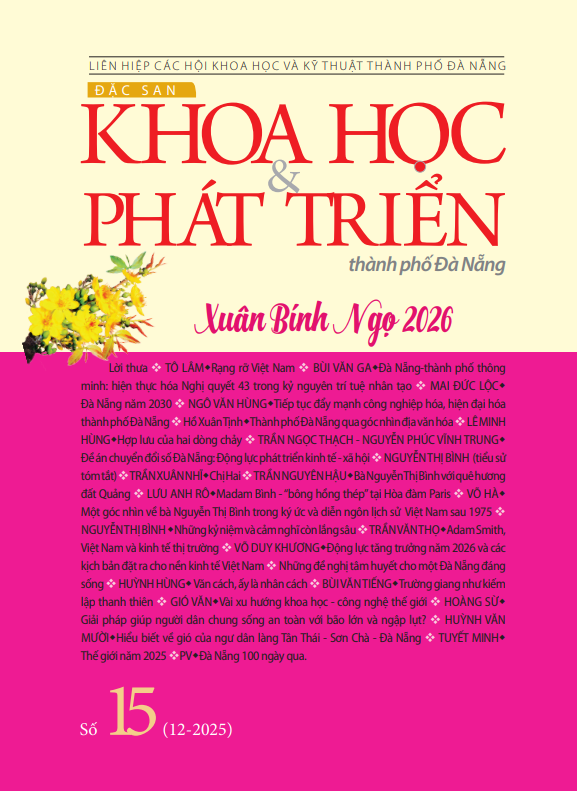 LIÊN HIỆP CÁC HỘI KHOA HỌC VÀ KỸ THUẬT THÀNH PHỐ ĐÀ NẴNG
ĐẶC SAN
KHOA HỌC
&
PHÁT TRIỂN
thành phố Đà Nẵng
Xuân Bính Ngọ 2026
Lời thưa ❖ TÔ LÂM◆Rạng rỡ Việt Nam ❖ BÙI VĂN GA◆Đà Nẵng-thành phố thông
minh: hiện thực hóa Nghị quyết 43 trong kỷ nguyên trí tuệ nhân tạo ❖ MAI ĐỨC LỘC◆
Đà Nẵng năm 2030 ❖ NGÔ VĂN HÙNG◆Tiếp tục đẩy mạnh công nghiệp hóa, hiện đại hóa
thành phố Đà Nẵng ❖ Hồ Xuân Tịnh◆Thành phố Đà Nẵng qua góc nhìn địa văn hóa ❖ LÊ MINH
HÙNG◆Hợp lưu của hai dòng chảy ❖ TRẦN NGỌC THẠCH - NGUYỄN PHÚC VĨNH TRUNG◆
Đề án chuyển đổi số Đà Nẵng: Động lực phát triển kinh tế - xã hội ❖ NGUYỄN THỊ BÌNH (tiểu sử
tóm tắt) ❖ TRẦN XUÂN NHĨ◆Chị Hai ❖ TRẦN NGUYÊN HẬU◆Bà Nguyễn Thị Bình với quê hương
đất Quảng ❖ LƯU ANH RÔ◆Madam Bình - “bông hồng thép” tại Hòa đàm Paris ❖ VÕ HÀ◆
Một góc nhìn về bà Nguyễn Thị Bình trong ký ức và diễn ngôn lịch sử Việt Nam sau 1975 ❖
NGUYỄN THỊ BÌNH ◆Những kỷ niệm và cảm nghĩ còn lắng sâu ❖ TRẦN VĂN THỌ◆Adam Smith,
Việt Nam và kinh tế thị trường ❖ VÕ DUY KHƯƠNG◆Động lực tăng trưởng năm 2026 và các
kịch bản đặt ra cho nền kinh tế Việt Nam ❖ Những đề nghị tâm huyết cho một Đà Nẵng đáng
sống ❖ HUỲNH HÙNG◆ Văn cách, ấy là nhân cách ❖ BÙI VĂN TIẾNG◆Trường giang như kiếm
lập thanh thiên ❖ GIÓ VĂN◆Vài xu hướng khoa học - công nghệ thế giới ❖ HOÀNG SỬ◆
Giải pháp giúp người dân chung sống an toàn với bão lớn và ngập lụt? ❖ HUỲNH VĂN
MƯỜI◆Hiểu biết về gió của ngư dân làng Tân Thái - Sơn Chà - Đà Nẵng ❖ TUYẾT MINH◆
Thế giới năm 2025 ❖PV◆Đà Nẵng 100 ngày qua.
Số 15 (12-2025)